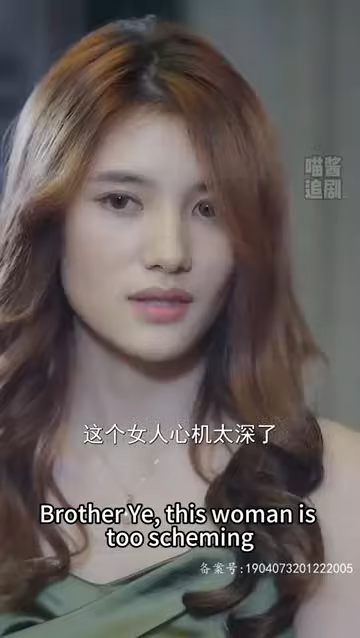 喵酱
追剧
这个女人心机太深了
Brother Ye, this woman is
too scheming
备案号:1904073201222005